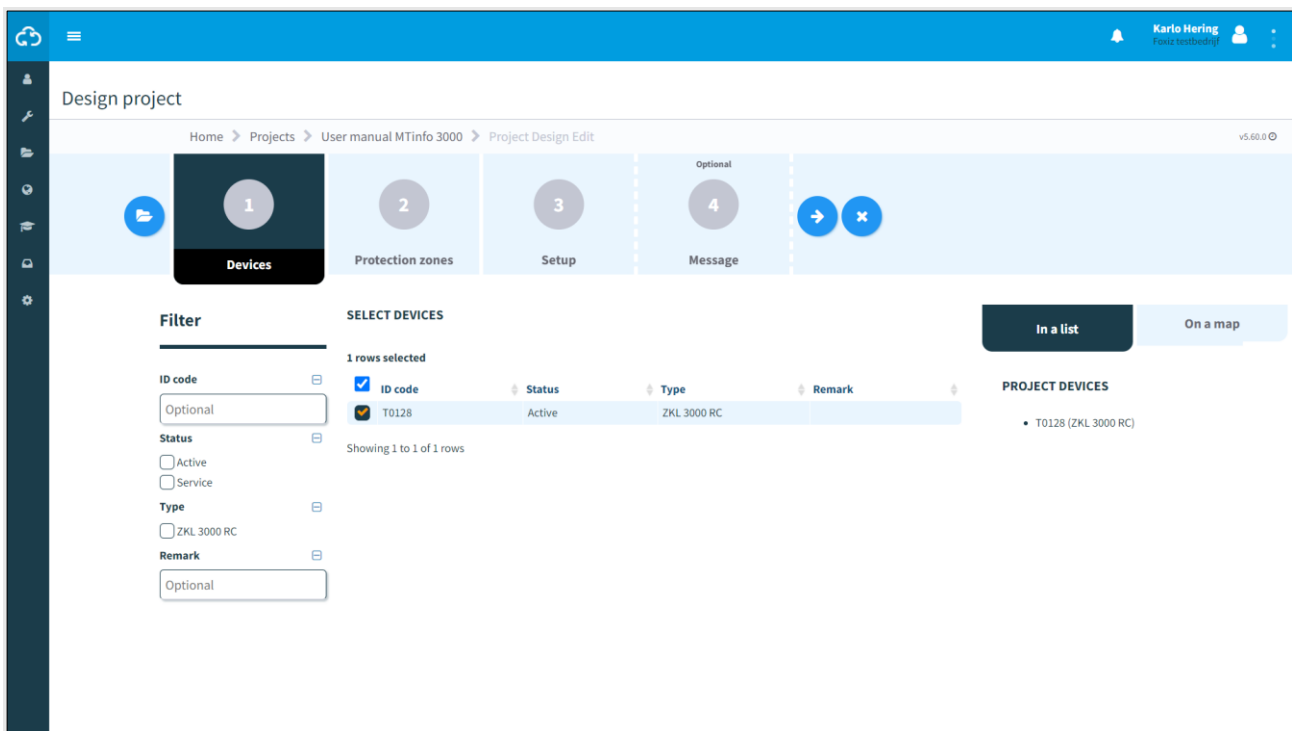 Karlo Hering
Foxiz testbedrijf
Design project
Home Projects User manual MTinfo 3000 Project Design Edit
v5.60.0
1
Devices
2
Protection zones
3
Setup
Optional
4
Message
Filter
ID code
Optional
Status
Active
Service
Type
ZKL 3000 RC
Remark
Optional
SELECT DEVICES
1 rows selected
ID code Status Type Remark
T0128 Active ZKL 3000 RC
Showing 1 to 1 of 1 rows
In a list
On a map
PROJECT DEVICES
T0128 (ZKL 3000 RC)